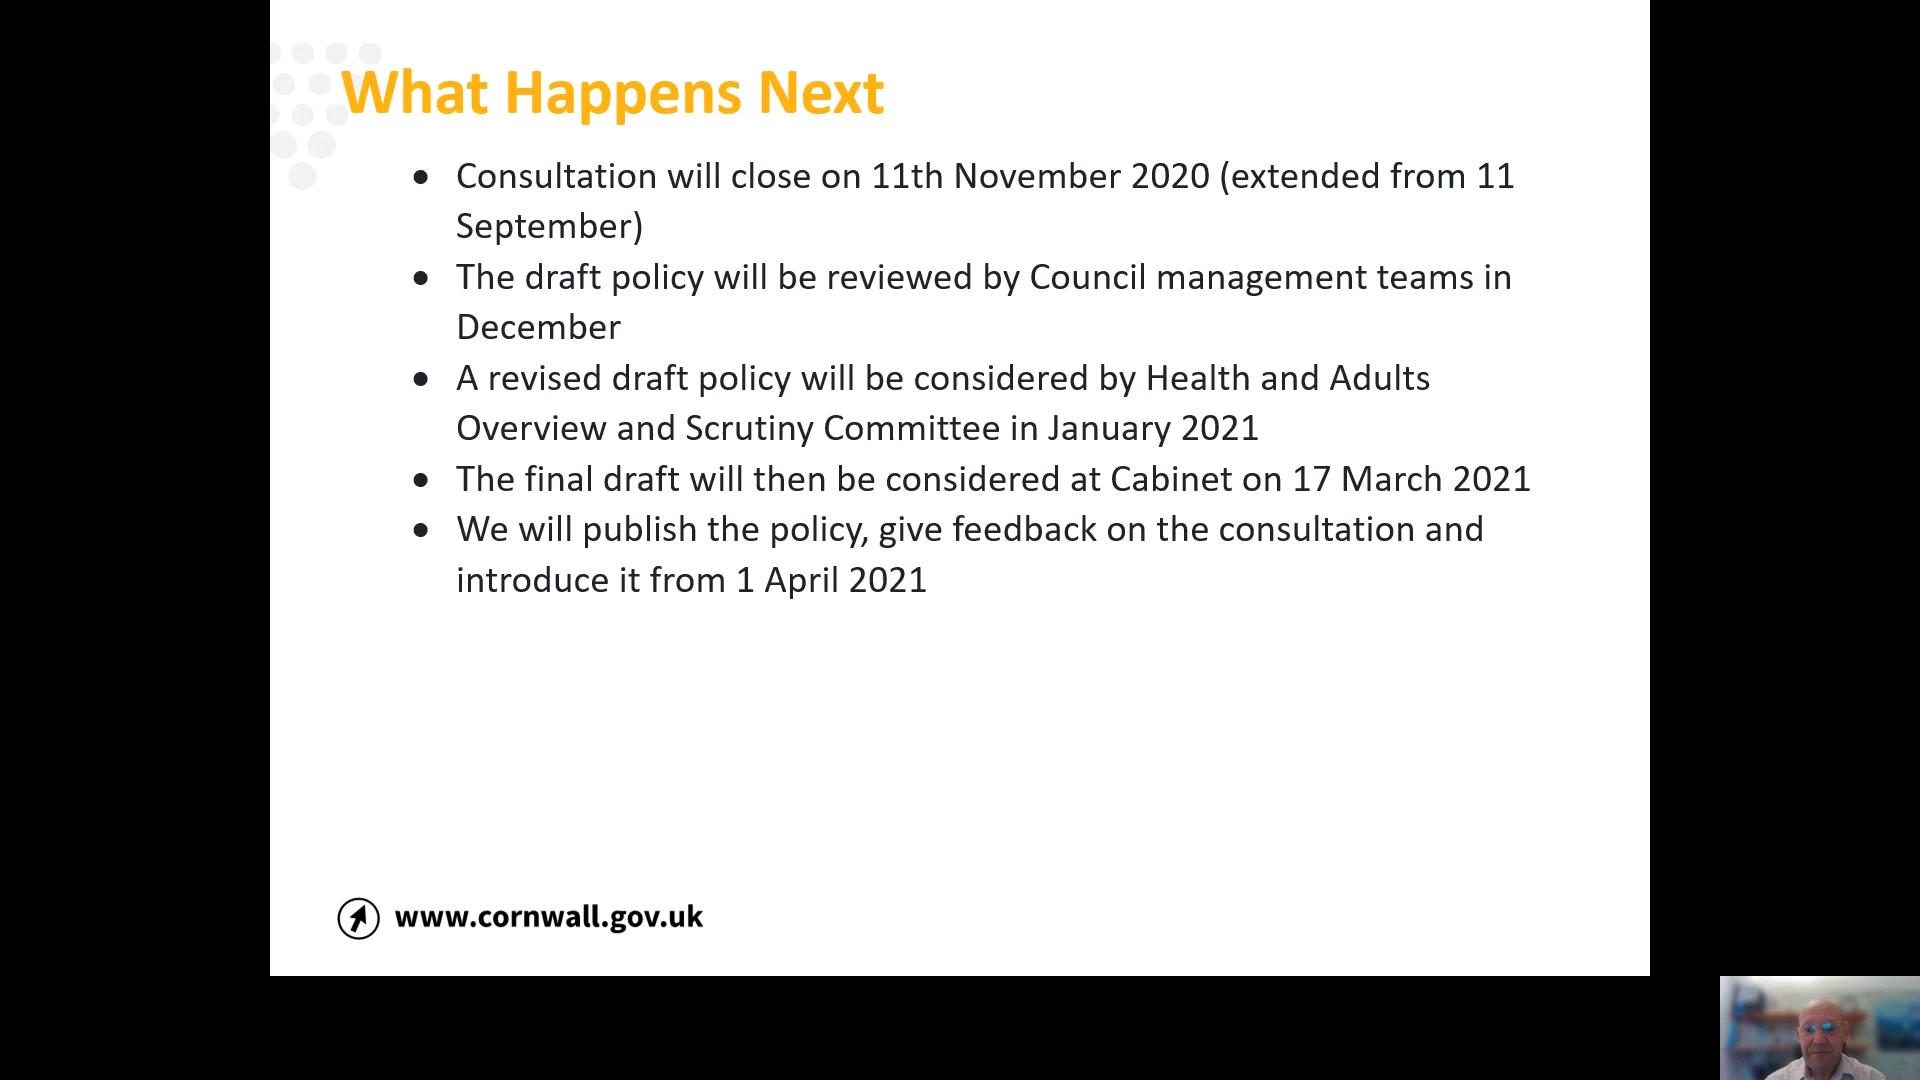 What Happens Next
• Consultation will close on 11th November 2020 (extended from 11
September)
• The draft policy will be reviewed by Council management teams in
December
• A revised draft policy will be considered by Health and Adults
Overview and Scrutiny Committee in January 2021
• The final draft will then be considered at Cabinet on 17 March 2021
• We will publish the policy, give feedback on the consultation and
introduce it from 1 April 2021
www.cornwall.gov.uk